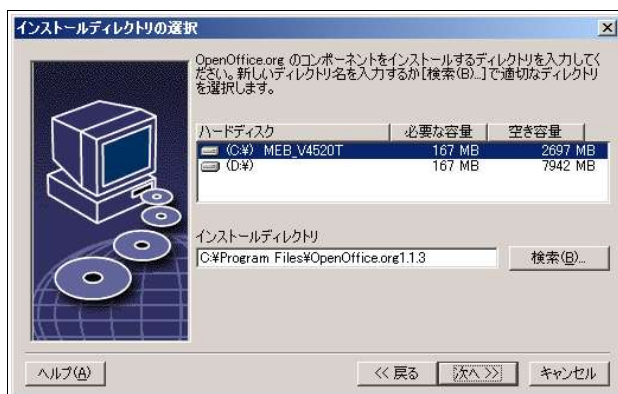 インストールディレクトリの選択
OpenOffice.org のコンポーネントをインストールするディレクトリを入力してく
ださい。新しいディレクトリ名を入力するか[検索(B)...]で適切なディレクトリ
を選択します。
ハードディスク 必要な容量 空き容量
(C:¥) MEB_V4520T 167 MB 2697 MB
(D:¥) 167 MB 7942 MB
インストールディレクトリ
C:¥Program Files¥OpenOffice.org1.1.3 検索(B)...
ヘルプ(A) << 戻る 次へ >> キャンセル